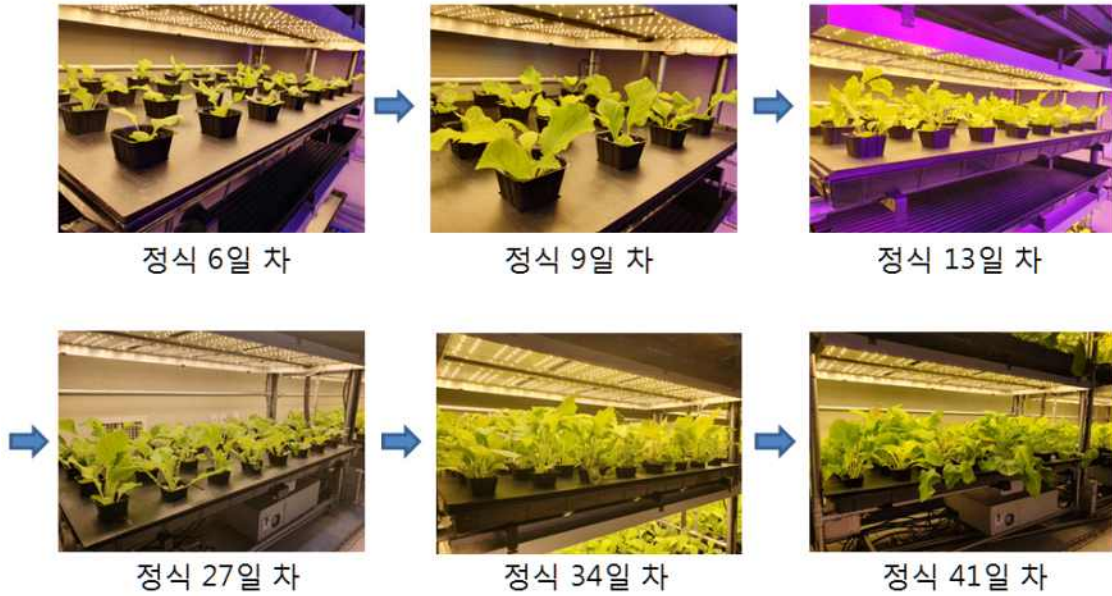 정식 6일 차
정식 9일 차
정식 13일 차
정식 27일 차
정식 34일 차
정식 41일 차